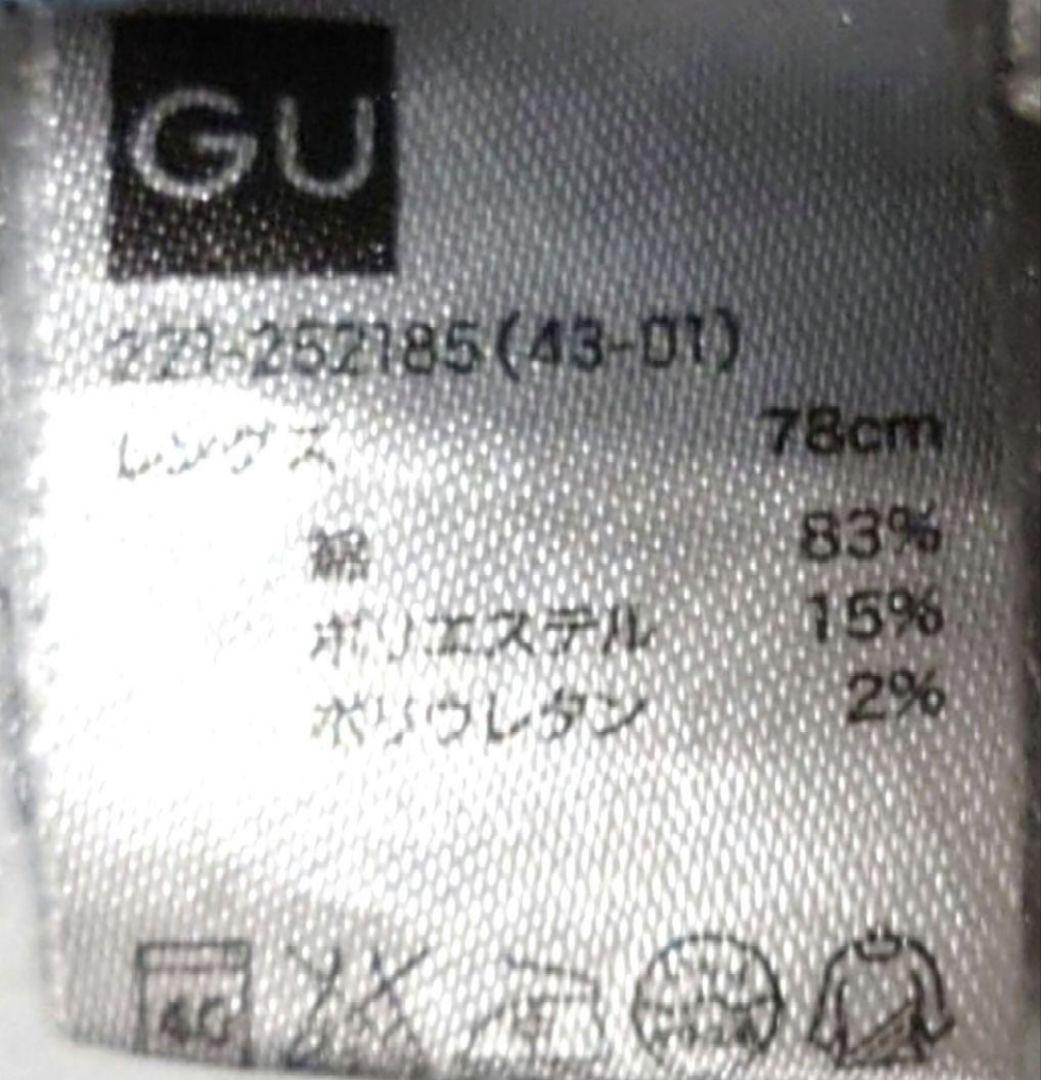 GU
221-252185(43-01)
レングス 78cm
綿 83%
ポリエステル 15%
ポリウレタン 2%
40